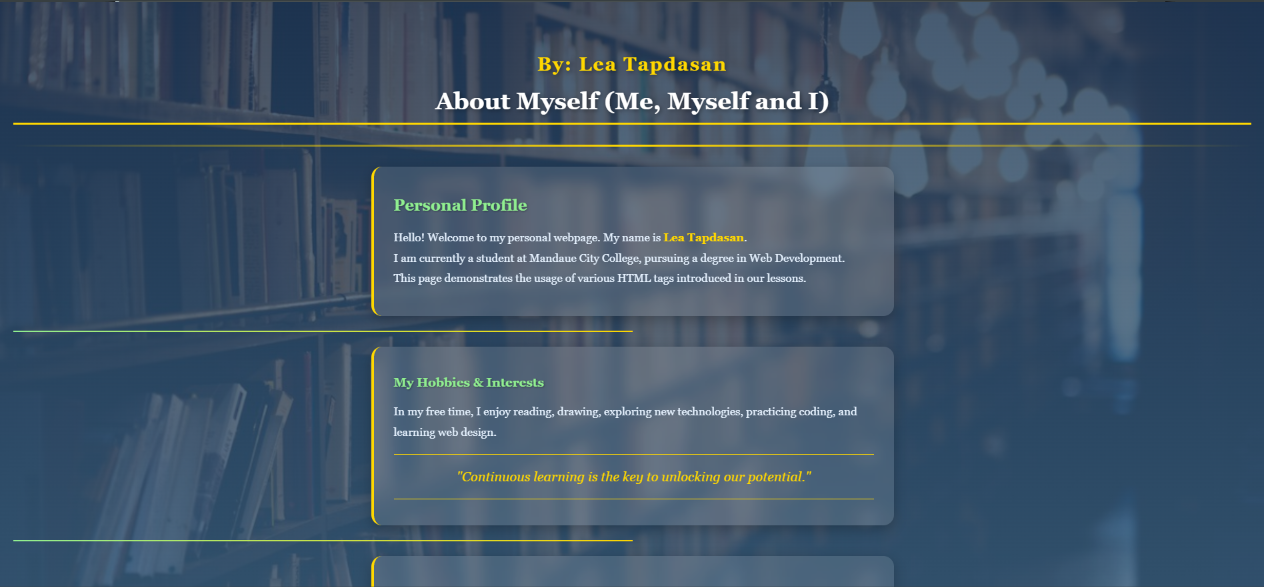 By: Lea Tapdasan
About Myself (Me, Myself and I)
Personal Profile
Hello! Welcome to my personal webpage. My name is Lea Tapdasan.
I am currently a student at Mandaue City College, pursuing a degree in Web Development.
This page demonstrates the usage of various HTML tags introduced in our lessons.
My Hobbies & Interests
In my free time, I enjoy reading, drawing, exploring new technologies, practicing coding, and
learning web design.
"Continuous learning is the key to unlocking our potential."